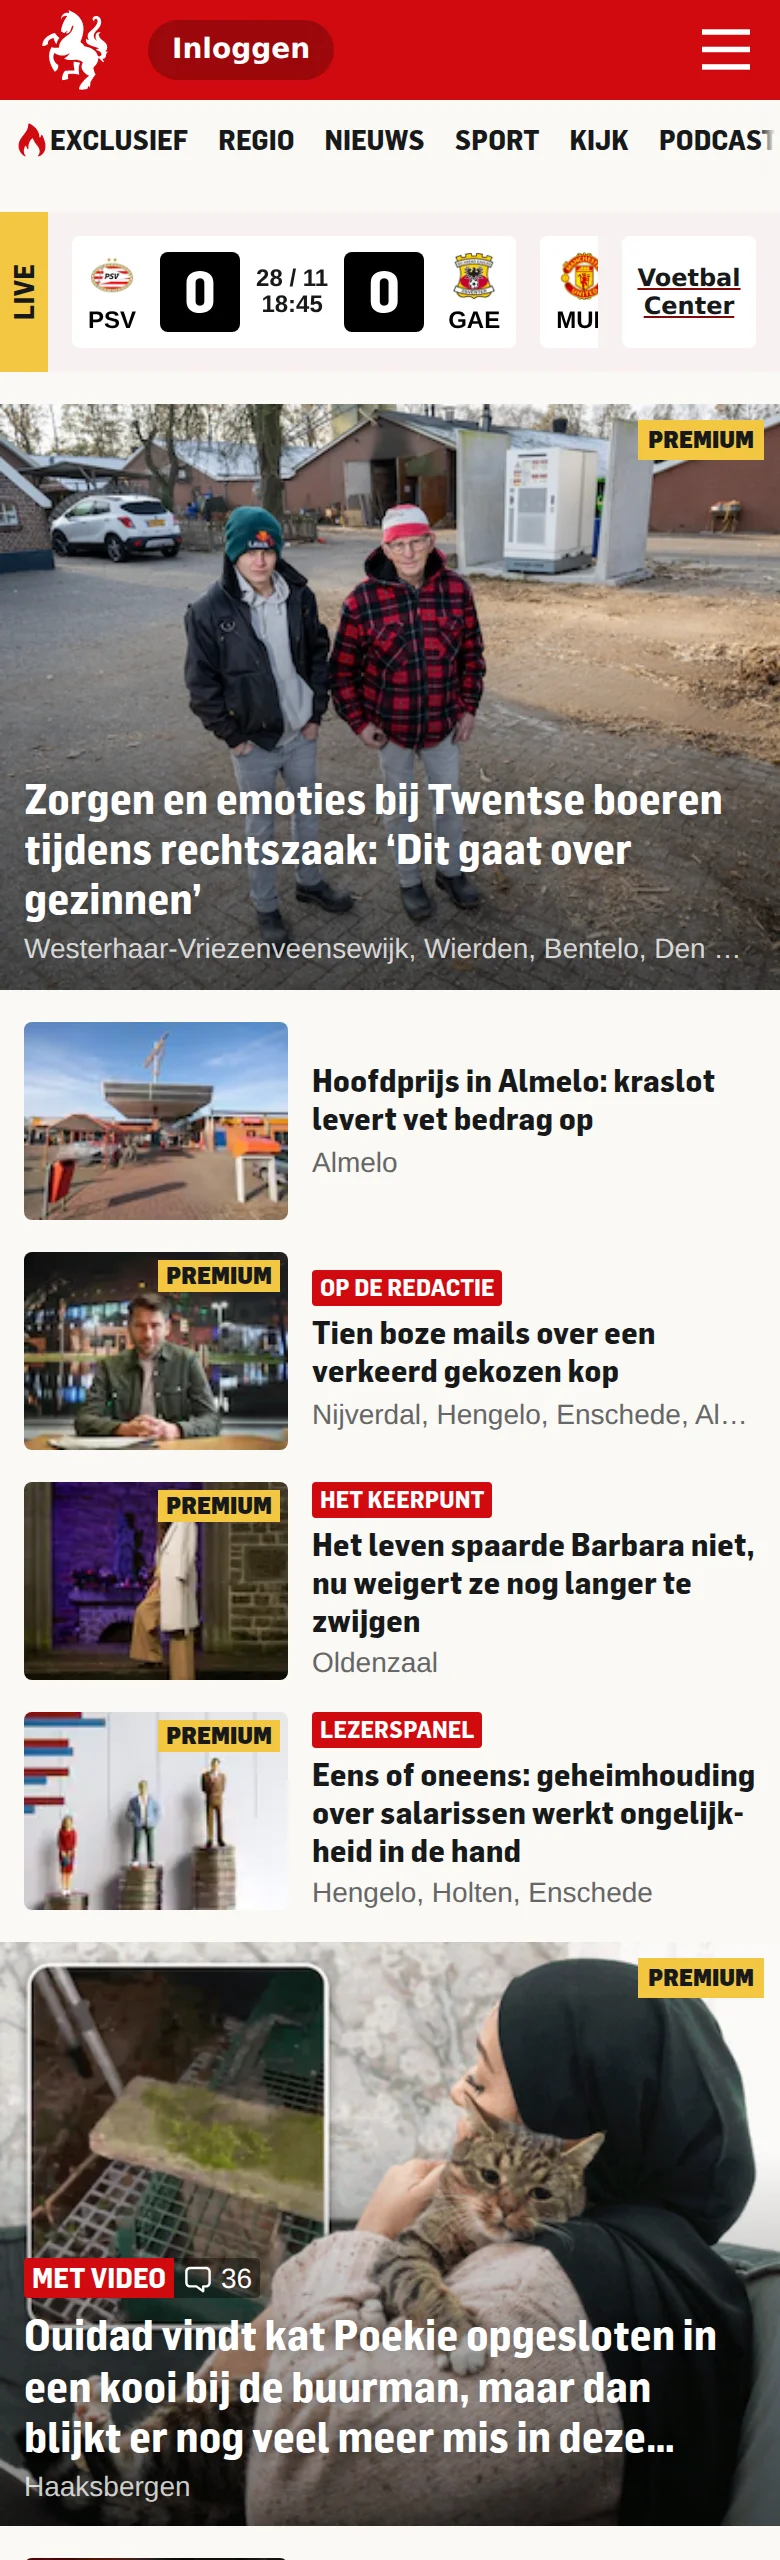 Inloggen
EXCLUSIEF REGIO NIEUWS SPORT KIJK PODCAST
LIVE
PSV
PSV
0
28 / 11
18:45
0
GAE
MUN
Voetbal
Center
PREMIUM
Zorgen en emoties bij Twentse boeren
tijdens rechtszaak: ‘Dit gaat over
gezinnen’
Westerhaar-Vriezenveensewijk, Wierden, Bentelo, Den …
Hoofdprijs in Almelo: kraslot
levert vet bedrag op
Almelo
PREMIUM
OP DE REDACTIE
Tien boze mails over een
verkeerd gekozen kop
Nijverdal, Hengelo, Enschede, Al…
PREMIUM
HET KEERPUNT
Het leven spaarde Barbara niet,
nu weigert ze nog langer te
zwijgen
Oldenzaal
PREMIUM
LEZERSPANEL
Eens of oneens: geheimhouding
over salarissen werkt ongelijk-
heid in de hand
Hengelo, Holten, Enschede
PREMIUM
MET VIDEO 36
Ouidad vindt kat Poekie opgesloten in
een kooi bij de buurman, maar dan
blijkt er nog veel meer mis in deze...
Haaksbergen